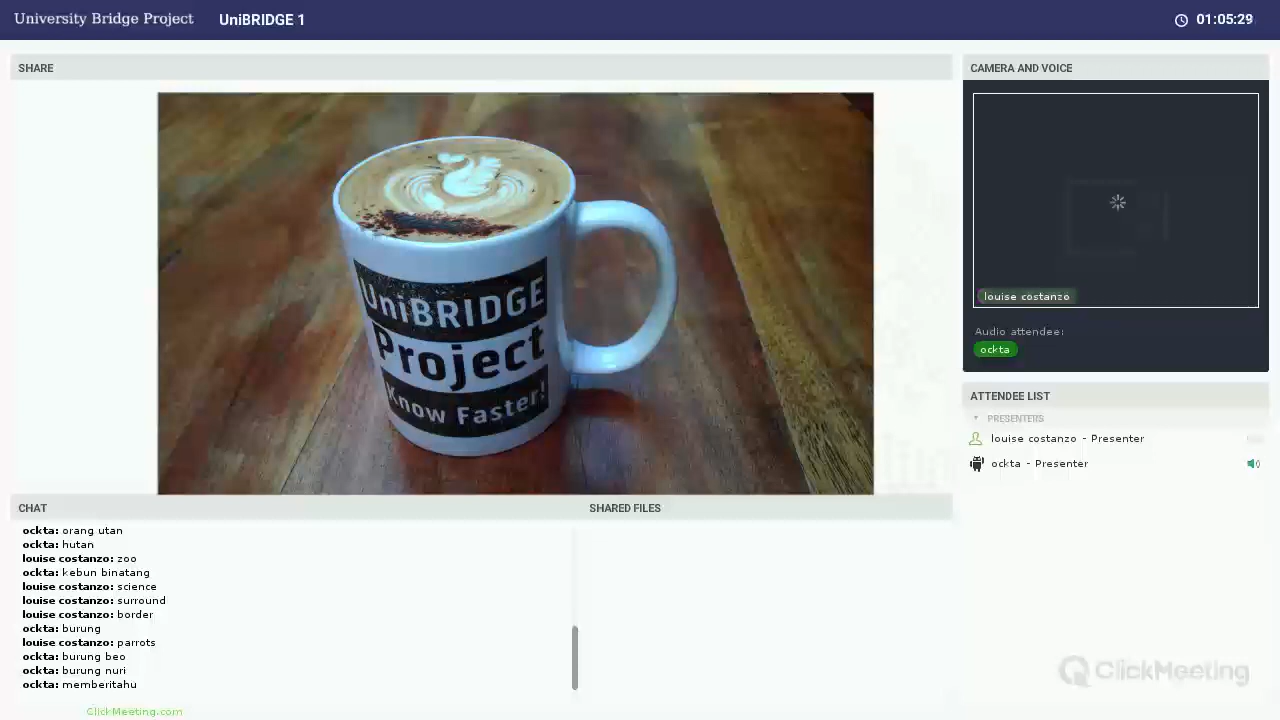 University Bridge Project
UniBRIDGE 1
01:05:29
SHARE
CAMERA AND VOICE
UniBRIDGE
Project
Know Faster!
louise costanzo
Audio attendee:
ockta
ATTENDEE LIST
PRESENTERS
louise costanzo - Presenter
ockta - Presenter
CHAT
SHARED FILES
ockta: orang utan
ockta: hutan
louise costanzo: zoo
ockta: kebun binatang
louise costanzo: science
louise costanzo: surround
louise costanzo: border
ockta: burung
louise costanzo: parrots
ockta: burung beo
ockta: burung nuri
ockta: memberitahu
ClickMeeting
ClickMeeting.com